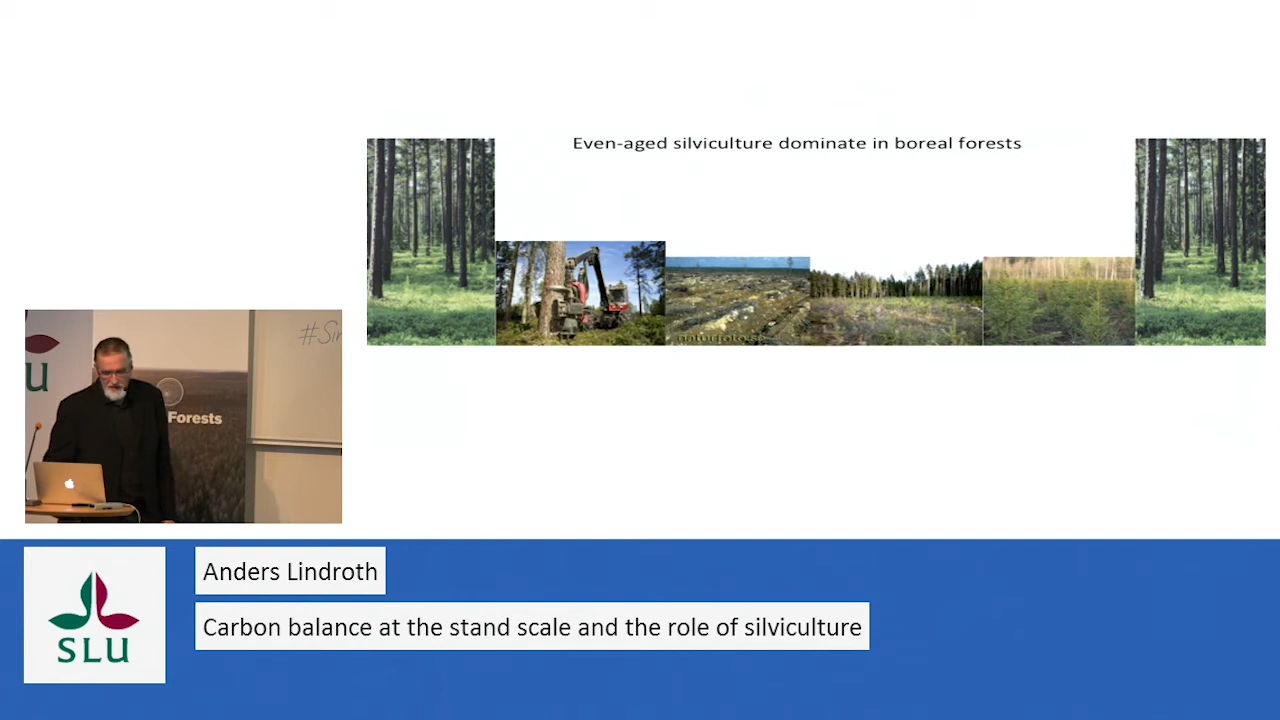 Even-aged silviculture dominate in boreal forests
naturfoto.se
#Sir
U
Forests
Anders Lindroth
SLU
Carbon balance at the stand scale and the role of silviculture